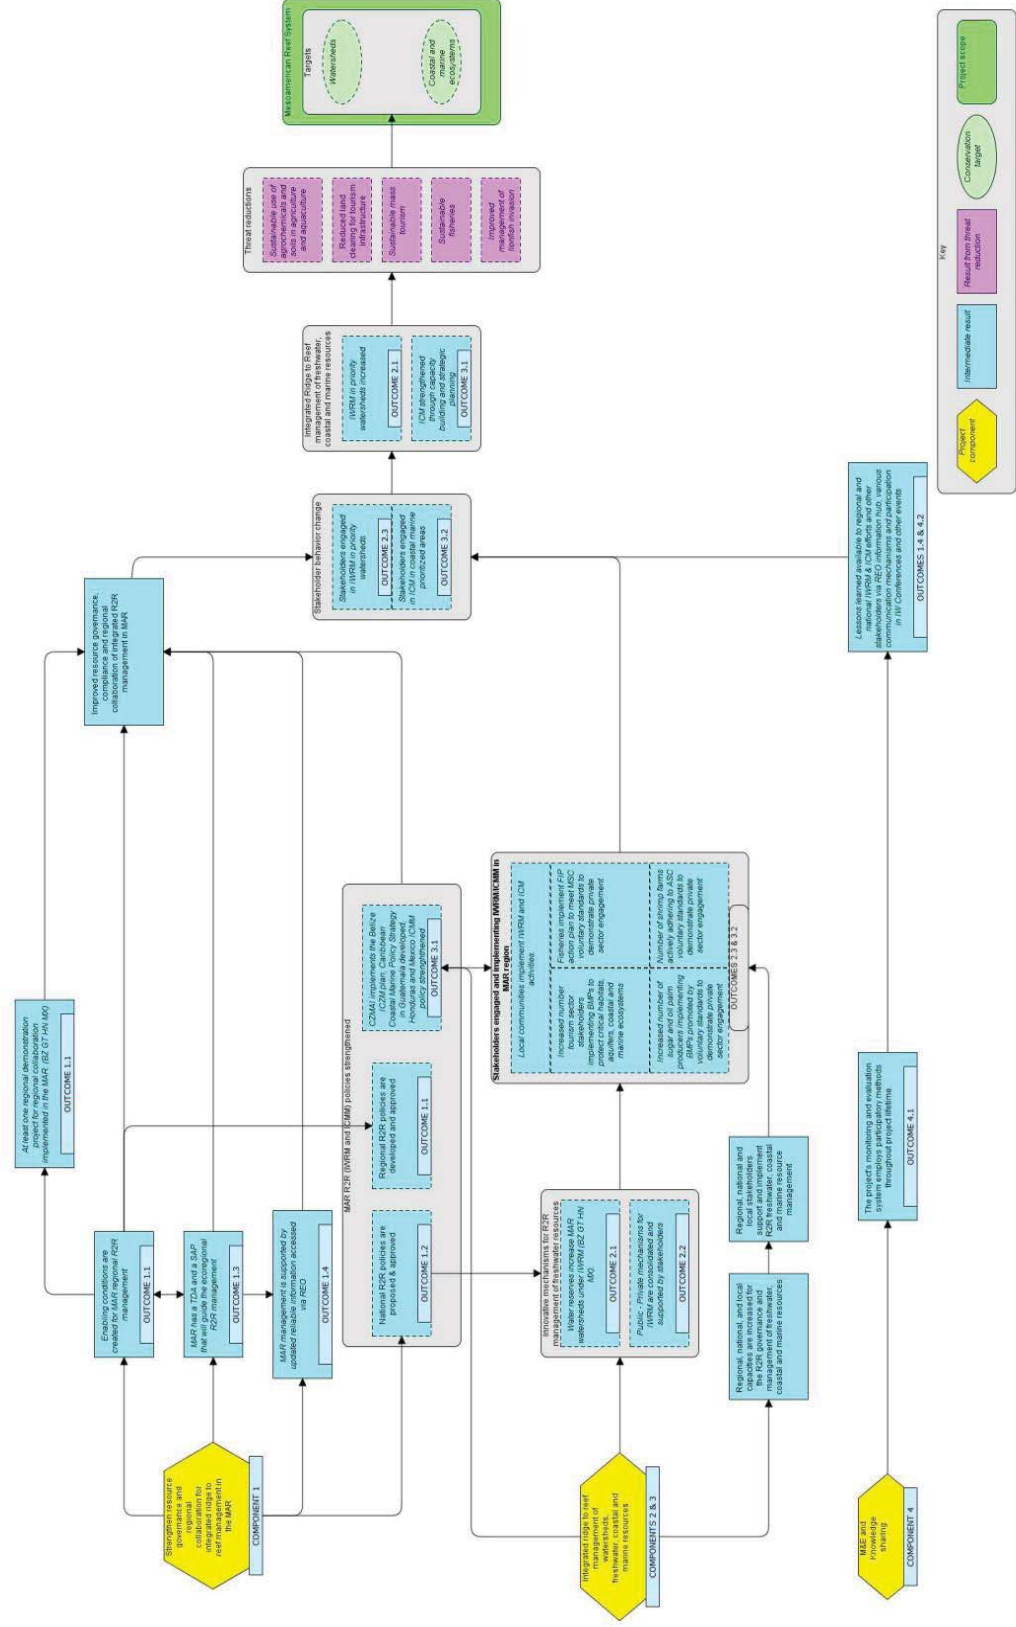 Strengthen resource
governance and
regional
collaboration for
integrated ridge to
reef management in
the MAR
COMPONENT 1
Enabling conditions are
created for MAR regional R2R
management
OUTCOME 1.1
MAR has a TDA and a SAP
that will guide the ecoregional
R2R management
OUTCOME 1.3
MAR management is supported by
updated reliable information accessed
via REO
OUTCOME 1.4
At least one regional demonstration
project for regional collaboration
implemented in the MAR (BZ GT HN MX)
OUTCOME 1.1
MAR R2R (IWRM and ICMM) policies strengthened
National R2R policies are
proposed & approved
OUTCOME 1.2
Regional R2R policies are
developed and approved
OUTCOME 1.1
CZMAI implements the Belize
ICZM plan, Caribbean
Coastal Marine Policy Strategy
in Guatemala developed,
Honduras and Mexico ICMM
policy strenghthened
OUTCOME 3.1
Improved resource governance,
compliance and regional
collaboration of integrated R2R
management in MAR
Integrated ridge to reef
management of
watersheds,
freshwater, coastal and
marine resources
COMPONENTS 2 & 3
Innovative mechanisms for R2R
management of freshwater resources
Water reserves increase MAR
watersheds under IWRM (BZ GT HN
MX).
OUTCOME 2.1
Public - Private mechanisms for
IWRM are consolidated and
supported by stakeholders
OUTCOME 2.2
Regional, national, and local
capacities are increased for
the R2R governance and
management of freshwater,
coastal and marine resources
Regional, national and
local stakeholders
support and implement
R2R freshwater, coastal
and marine resource
management
Stakeholders engaged and implementing IWRM/ICMM in
MAR region
Local communities implement IWRM and ICM
activities.
Increased number
tourism sector
stakeholders
implementing BMPs to
protect critical habitats,
aquifers, coastal and
marine ecosystems
Fisheries implement FIP
action plan to meet MSC
voluntary standards to
demonstrate private
sector engagement
Increased number of
sugar and oil palm
producers implementing
BMPs promoted by
voluntary standards to
demonstrate private
sector engagement
Number of shrimp farms
actively adhering to ASC
voluntary standards to
demonstrate private
sector engagement
OUTCOMES 2.3 & 3.2
M&E and
Knowledge
sharing
COMPONENT 4
The project's monitoring and evaluation
system employs participatory methods
throughout project lifetime
OUTCOME 4.1
Lessons learned available to regional and
national IWRM & ICM efforts and other
stakeholders via REO information hub, various
communication mechanisms and participation
in IW Conferences and other events
OUTCOMES 1.4 & 4.2
Stakeholder behavior change
Stakeholders engaged
in IWRM in priority
watersheds.
OUTCOME 2.3
Stakeholders engaged
in ICM in coastal marine
prioritized areas
OUTCOME 3.2
Integrated Ridge to Reef
management of freshwater,
coastal and marine resources
IWRM in priority
watersheds increased
OUTCOME 2.1
ICM strengthened
through capacity
building and strategic
planning
OUTCOME 3.1
Threat reductions
Sustainable use of
agrochemicals and
soils in agriculture
and aquaculture
Reduced land
clearing for tourism
infrastructure
Sustainable mass
tourism
Sustainable
fisheries
Improved
management of
lionfish invasion
Mesoamerican Reef System
Targets
Watersheds
Coastal and
marine
ecosystems
Key
Project
component
Intermediate result
Result from threat
reduction
Conservation
target
Project scope